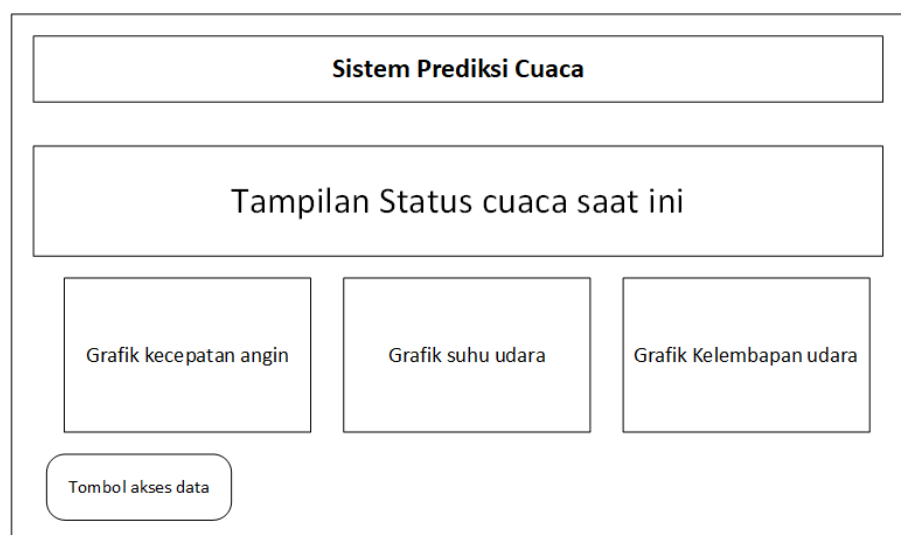 Sistem Prediksi Cuaca
Tampilan Status cuaca saat ini
Grafik kecepatan angin
Grafik suhu udara
Grafik Kelembapan udara
Tombol akses data